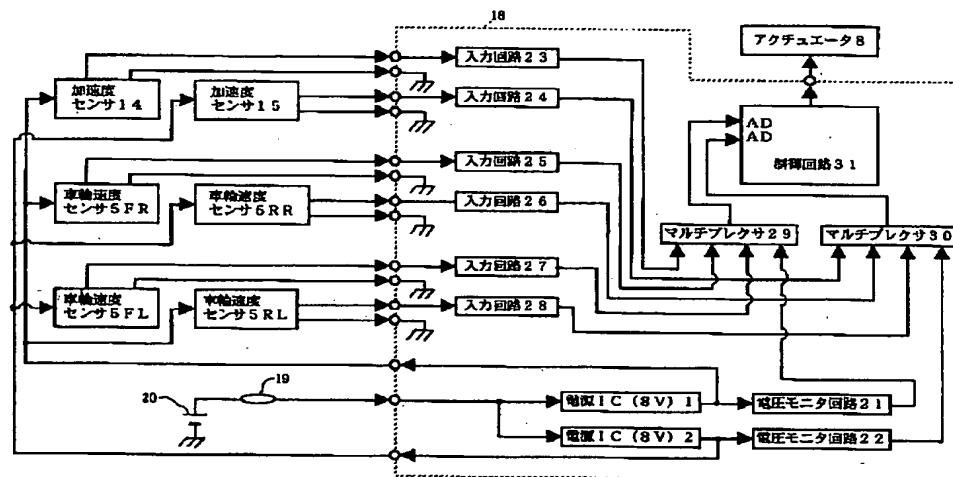 18
アクチュエータ8
入力回路23
加速度
センサ14
加速度
センサ15
入力回路24
AD
AD
制御回路31
入力回路25
車輪速度
センサ5FR
車輪速度
センサ5RR
入力回路26
マルチプレクサ29
マルチプレクサ30
入力回路27
車輪速度
センサ5FL
車輪速度
センサ5RL
入力回路28
19
20
電源IC(8V)1
電圧モニタ回路21
電源IC(8V)2
電圧モニタ回路22